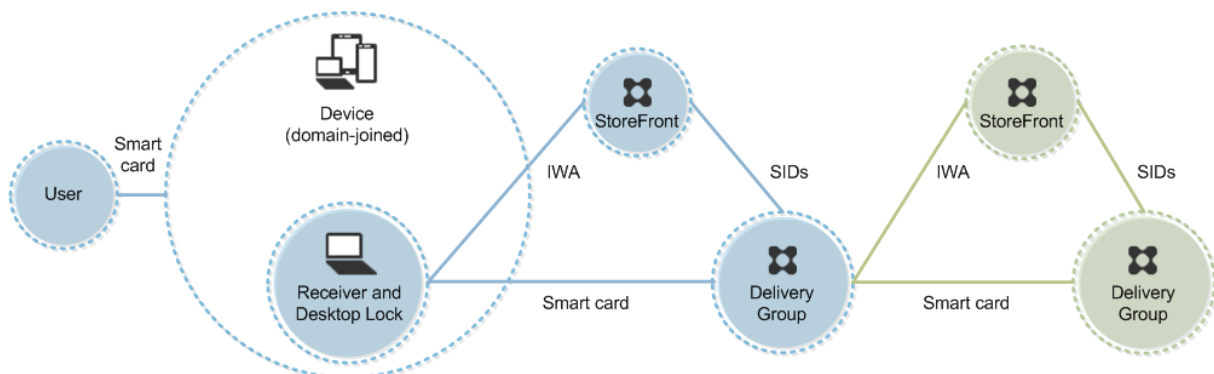 User
Smart
card
Device
(domain-joined)
Receiver and
Desktop Lock
IWA
StoreFront
SIDs
Smart card
Delivery
Group
IWA
StoreFront
SIDs
Smart card
Delivery
Group